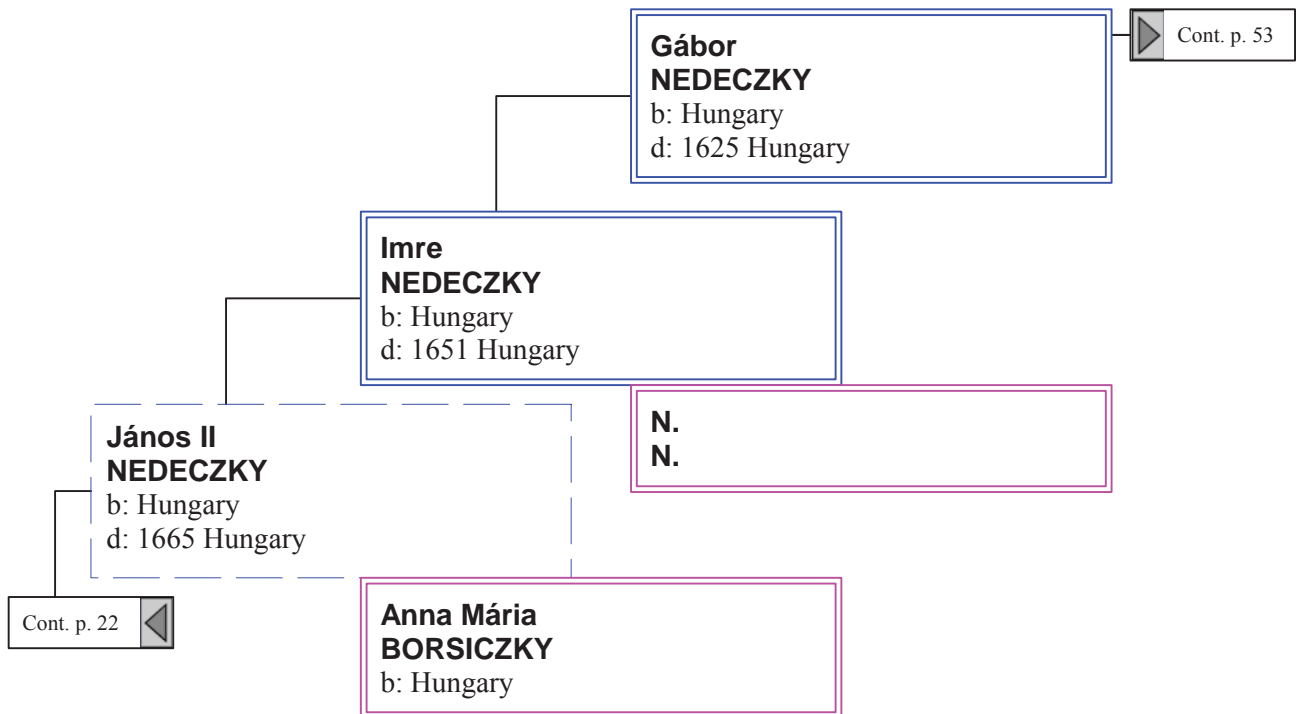 Gábor
NEDECZKY
b: Hungary
d: 1625 Hungary
Cont. p. 53
Imre
NEDECZKY
b: Hungary
d: 1651 Hungary
N.
N.
János II
NEDECZKY
b: Hungary
d: 1665 Hungary
Cont. p. 22
Anna Mária
BORSICZKY
b: Hungary